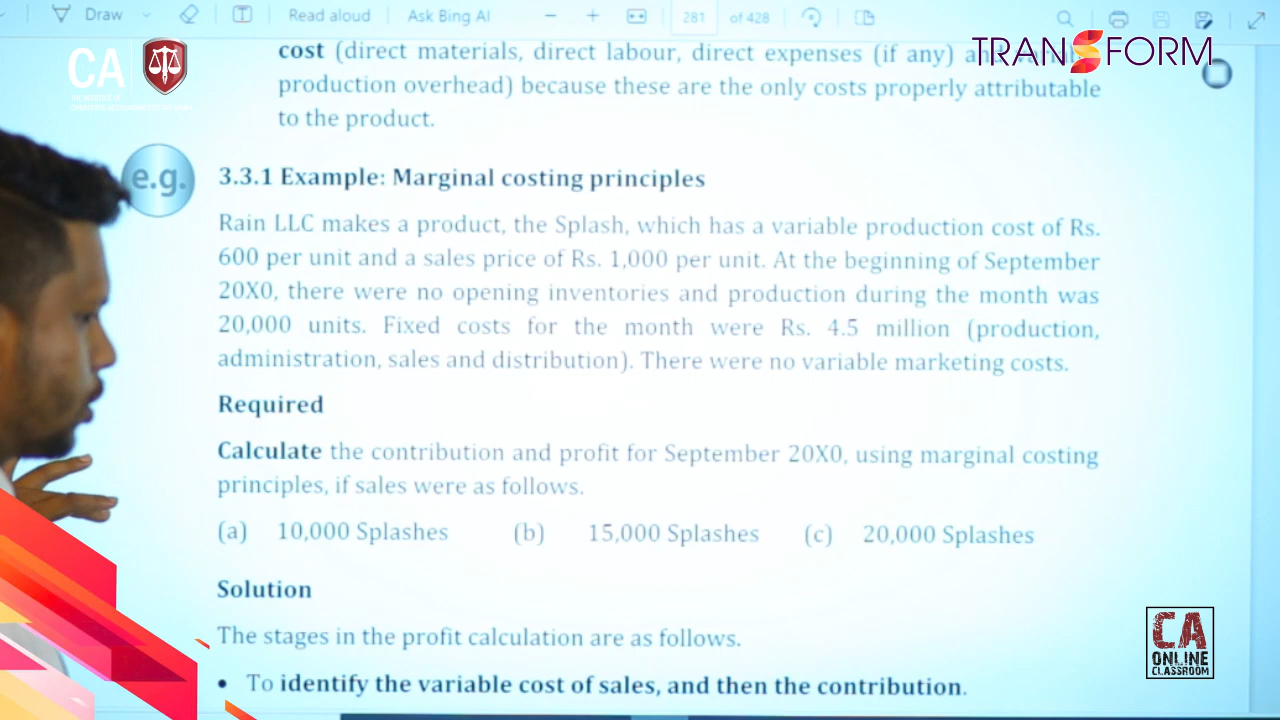 Draw
Read aloud
Ask Bing AI
281
of 428
CA
TRANSFORM
cost (direct materials, direct labour, direct expenses (if any) and
production overhead) because these are the only costs properly attributable
to the product.
e.g.
3.3.1 Example: Marginal costing principles
Rain LLC makes a product, the Splash, which has a variable production cost of Rs.
600 per unit and a sales price of Rs. 1,000 per unit. At the beginning of September
20X0, there were no opening inventories and production during the month was
20,000 units. Fixed costs for the month were Rs. 4.5 million (production,
administration, sales and distribution). There were no variable marketing costs.
Required
Calculate the contribution and profit for September 20X0, using marginal costing
principles, if sales were as follows.
(a) 10,000 Splashes (b) 15,000 Splashes (c) 20,000 Splashes
Solution
The stages in the profit calculation are as follows.
• To identify the variable cost of sales, and then the contribution.
CA
ONLINE
CLASSROOM